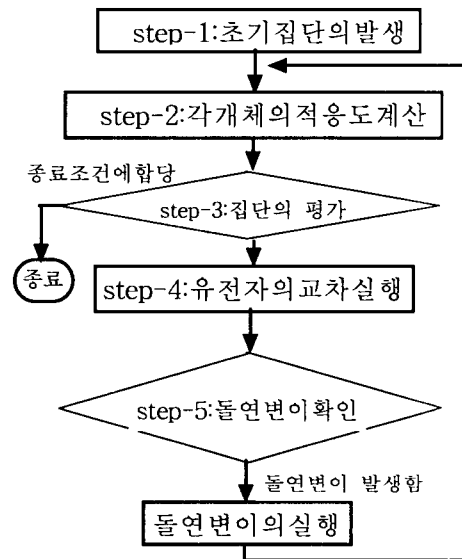 step-1:초기집단의발생
step-2:각개체의적응도계산
종료조건에합당
step-3:집단의 평가
종료
step-4:유전자의교차실행
step-5:돌연변이확인
돌연변이 발생함
돌연변이의실행